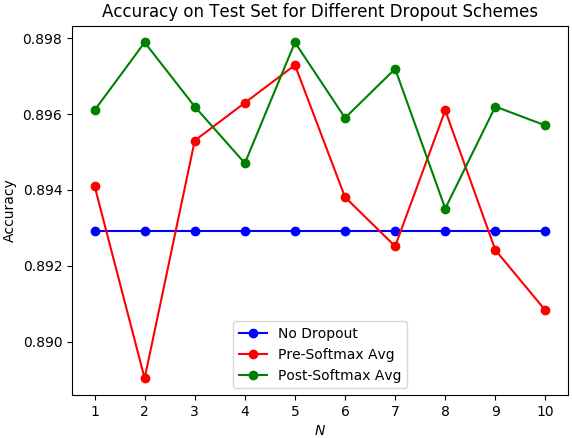 Accuracy on Test Set for Different Dropout Schemes
0.898
0.896
0.894
0.892
0.890
Accuracy
No Dropout
Pre-Softmax Avg
Post-Softmax Avg
1 2 3 4 5 6 7 8 9 10
N